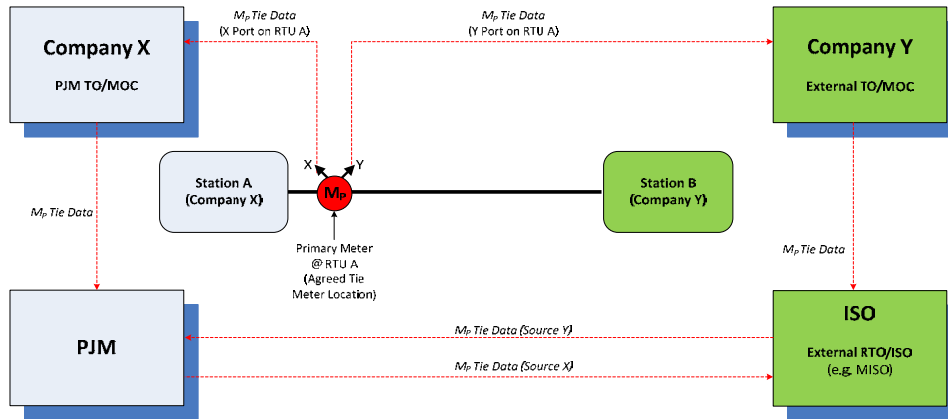 Company X
PJM TO/MOC
Mp Tie Data
(X Port on RTU A)
Mp Tie Data
(Y Port on RTU A)
Company Y
External TO/MOC
X
Y
Station A
(Company X)
Mp
Station B
(Company Y)
Mp Tie Data
Primary Meter
@ RTU A
(Agreed Tie
Meter Location)
Mp Tie Data
PJM
Mp Tie Data (Source Y)
Mp Tie Data (Source X)
ISO
External RTO/ISO
(e.g. MISO)